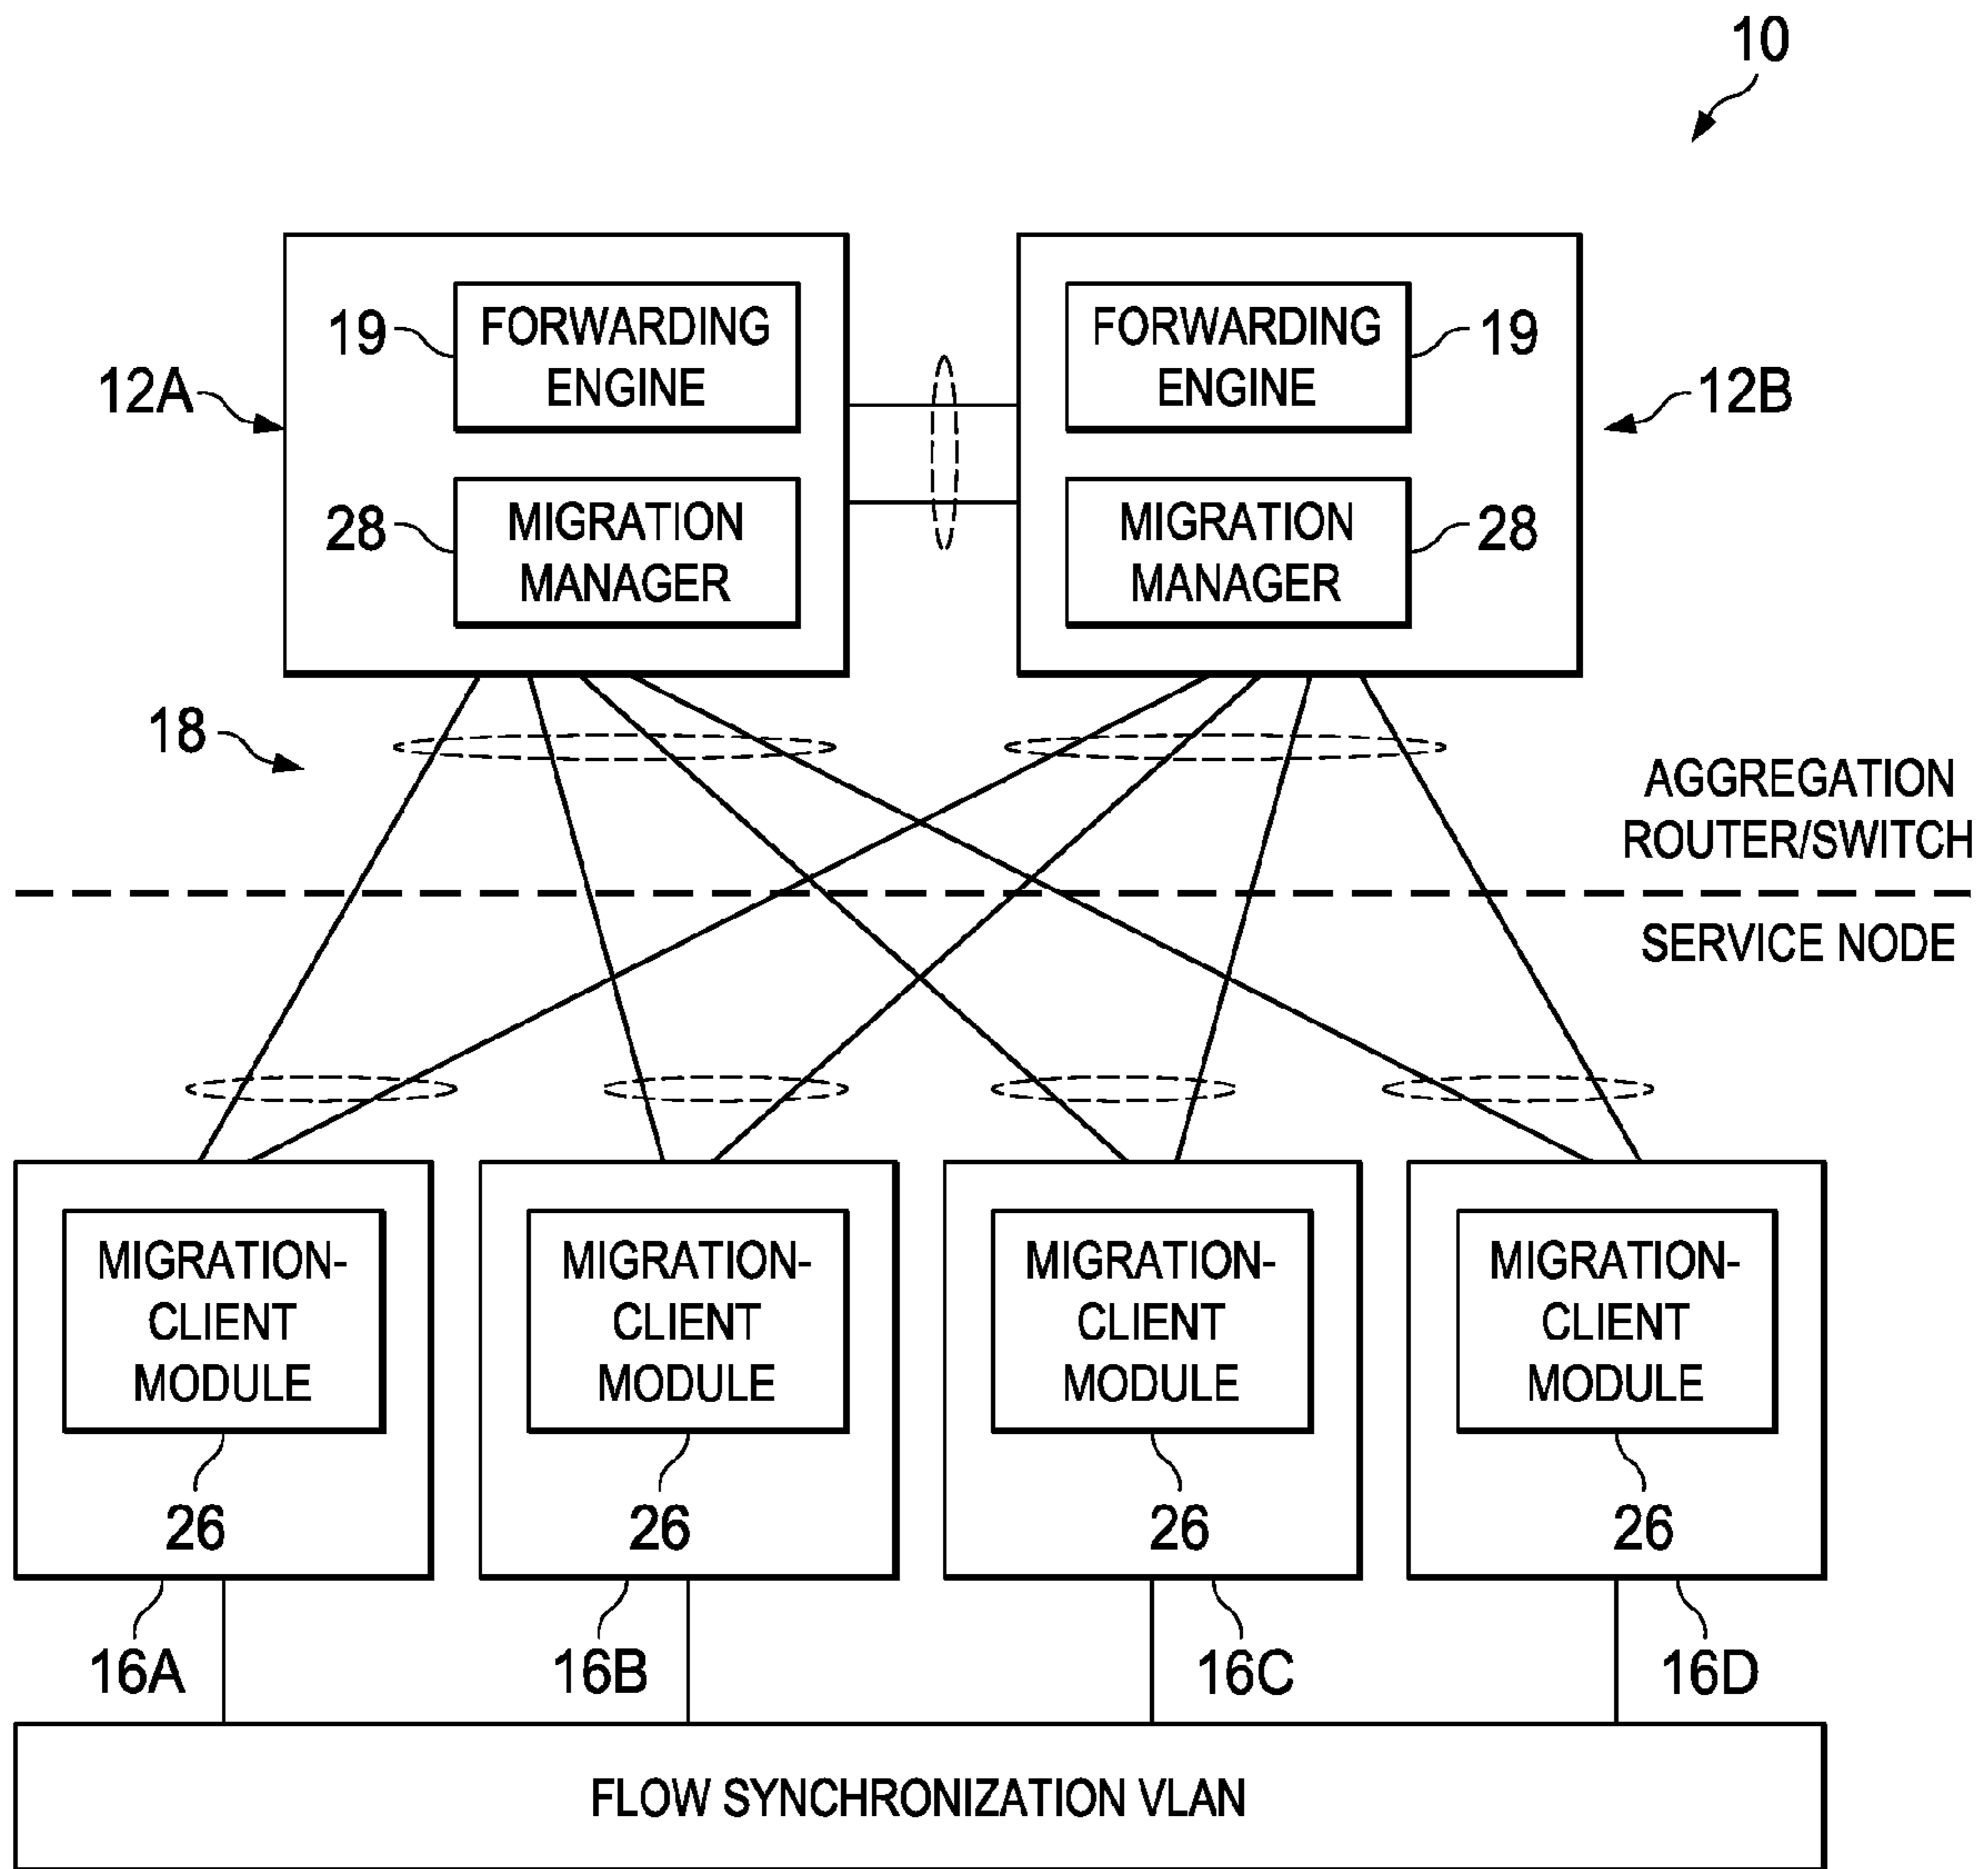 10
FORWARDING
ENGINE
19
FORWARDING
ENGINE
19
12A
12B
MIGRATION
MANAGER
28
MIGRATION
MANAGER
28
18
AGGREGATION
ROUTER/SWITCH
SERVICE NODE
MIGRATION-
CLIENT
MODULE
26
MIGRATION-
CLIENT
MODULE
26
MIGRATION-
CLIENT
MODULE
26
MIGRATION-
CLIENT
MODULE
26
16A
16B
16C
16D
FLOW SYNCHRONIZATION VLAN